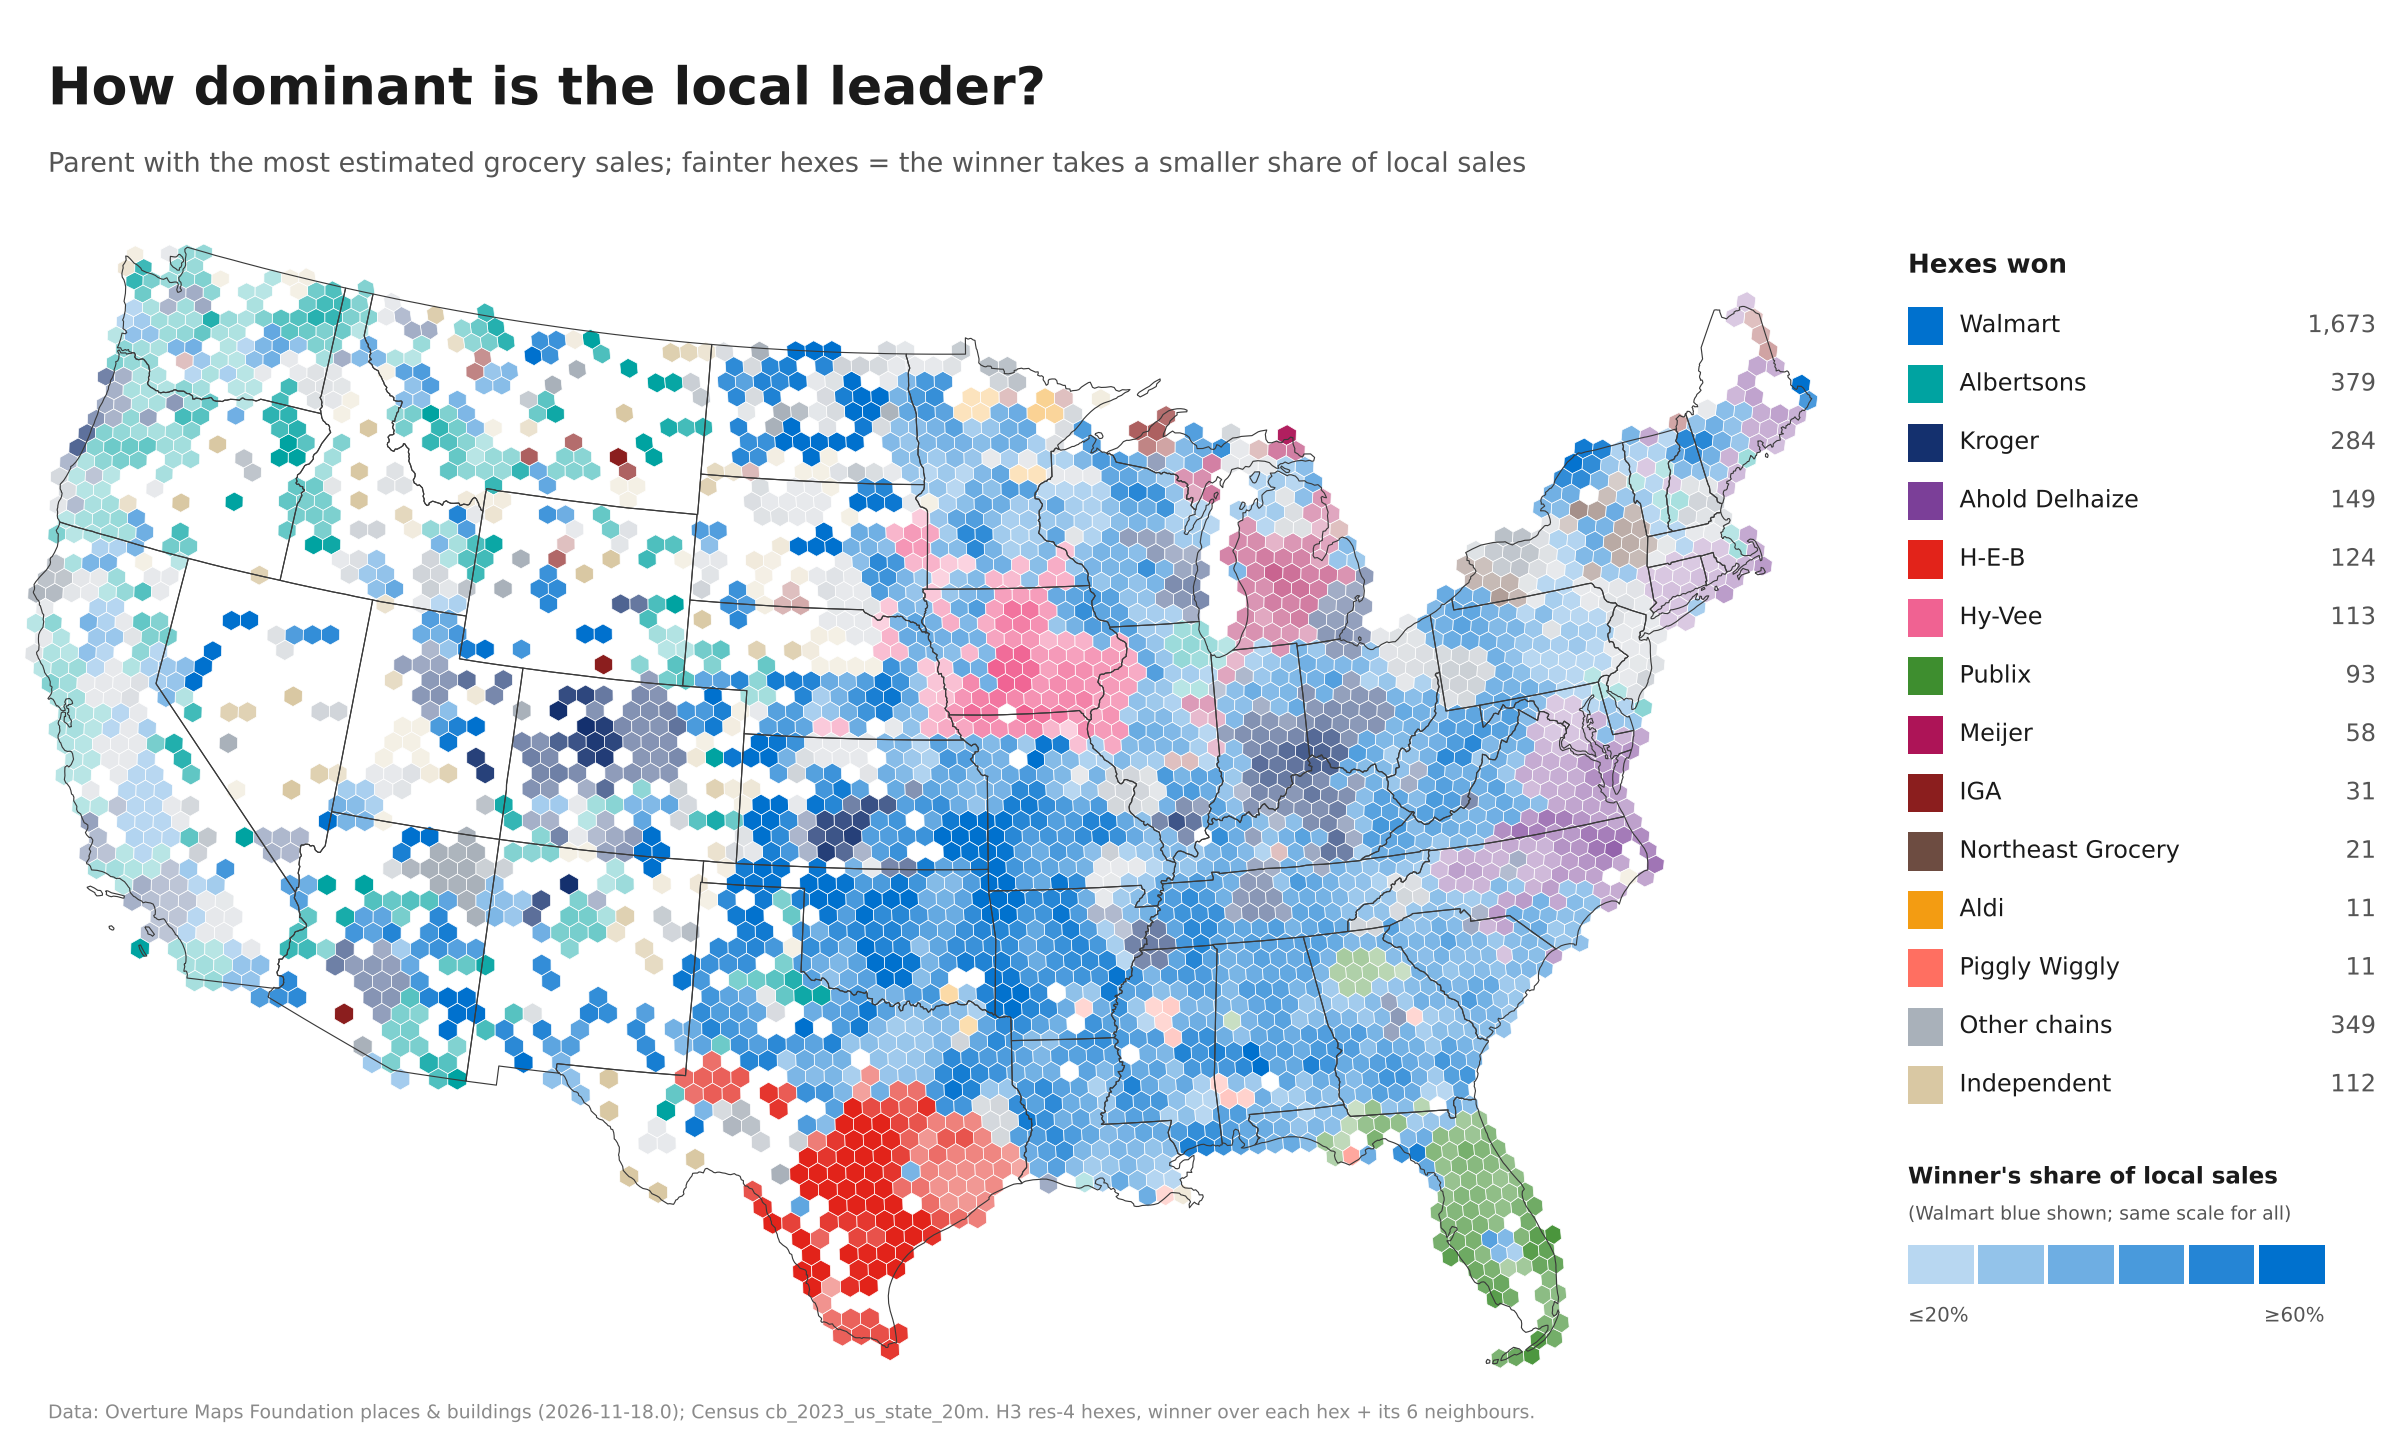 How dominant is the local leader?
Parent with the most estimated grocery sales; fainter hexes = the winner takes a smaller share of local sales
Hexes won
Walmart 1,673
Albertsons 379
Kroger 284
Ahold Delhaize 149
H-E-B 124
Hy-Vee 113
Publix 93
Meijer 58
IGA 31
Northeast Grocery 21
Aldi 11
Piggly Wiggly 11
Other chains 349
Independent 112
Winner's share of local sales
(Walmart blue shown; same scale for all)
≤20% ≥60%
Data: Overture Maps Foundation places & buildings (2026-11-18.0); Census cb_2023_us_state_20m. H3 res-4 hexes, winner over each hex + its 6 neighbours.